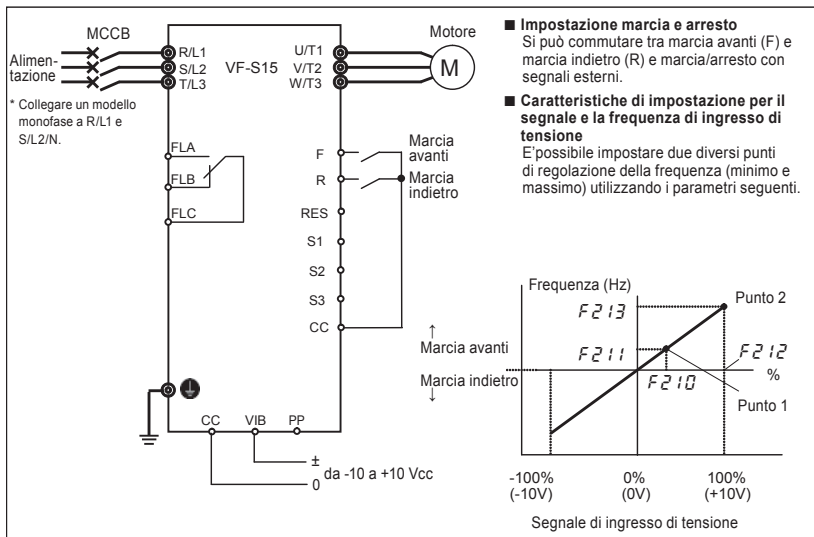 MCCB
Alimen-
tazione
R/L1
S/L2
T/L3
* Collegare un modello
monofase a R/L1 e
S/L2/N.
FLA
FLB
FLC
VF-S15
U/T1
V/T2
W/T3
Motore
M
F
R
RES
S1
S2
S3
CC
Marcia
avanti
Marcia
indietro
CC
VIB
PP
±
0
da -10 a +10 Vcc
■ Impostazione marcia e arresto
Si può commutare tra marcia avanti (F) e
marcia indietro (R) e marcia/arresto con
segnali esterni.
■ Caratteristiche di impostazione per il
segnale e la frequenza di ingresso di
tensione
E'possibile impostare due diversi punti
di regolazione della frequenza (minimo e
massimo) utilizzando i parametri seguenti.
Frequenza (Hz)
F213
Punto 2
F211
F212
F210
%
Punto 1
↑
Marcia avanti
Marcia indietro
↓
-100%
(-10V)
0%
(0V)
100%
(+10V)
Segnale di ingresso di tensione